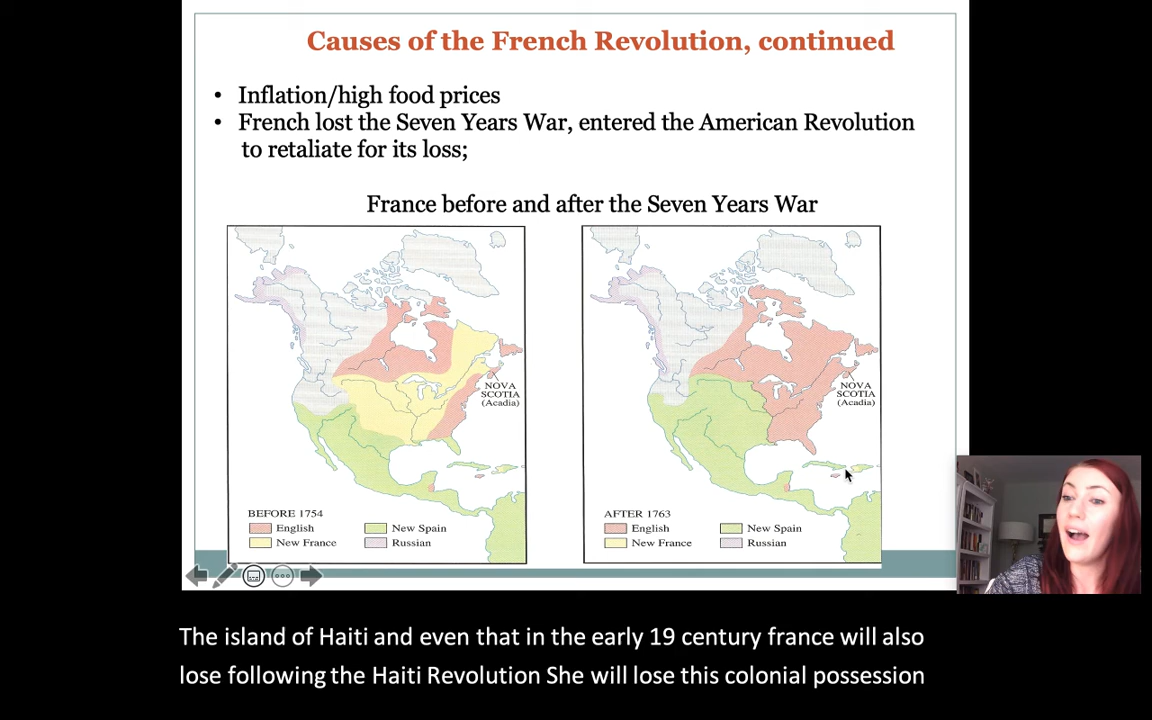 Causes of the French Revolution, continued
• Inflation/high food prices
• French lost the Seven Years War, entered the American Revolution
to retaliate for its loss;
France before and after the Seven Years War
NOVA
SCOTIA
(Acadia)
BEFORE 1754
English
New Spain
New France
Russian
NOVA
SCOTIA
(Acadia)
AFTER 1763
English
New Spain
New France
Russian
The island of Haiti and even that in the early 19 century france will also
lose following the Haiti Revolution She will lose this colonial possession